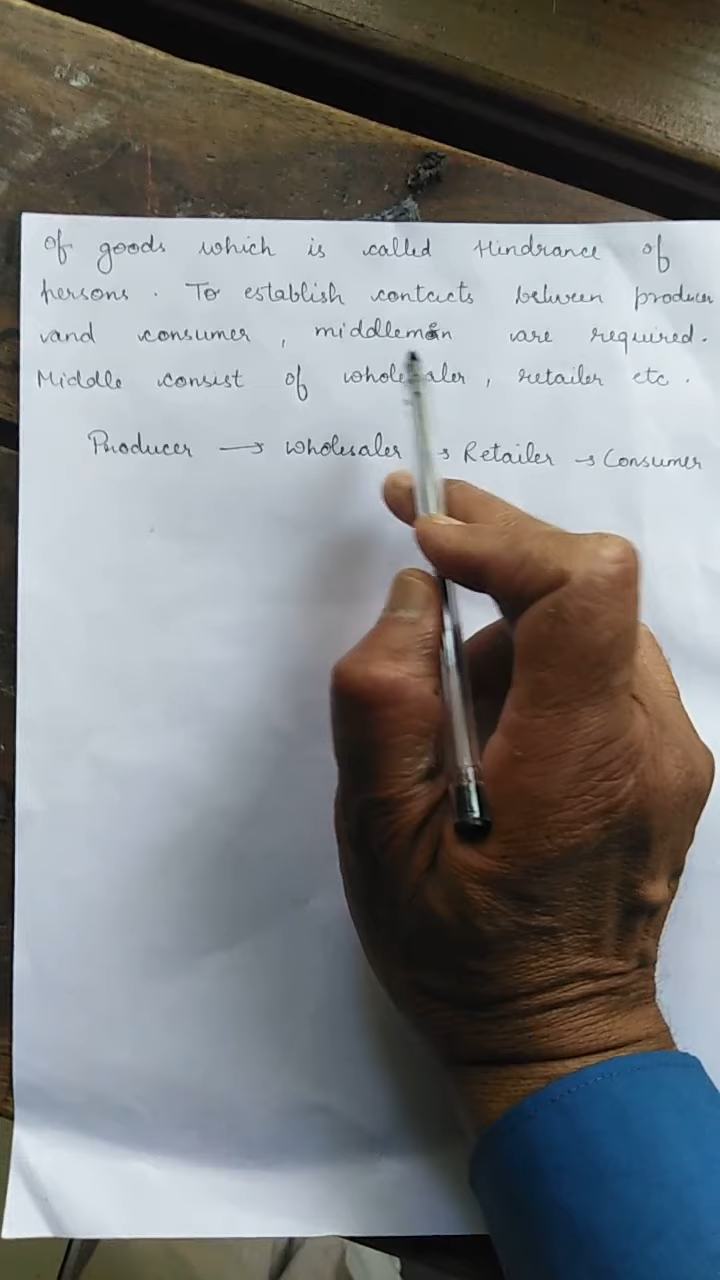 of goods which is called Hindrance of
persons. To establish contacts between producer
and consumer, middleman are required.
Middle consist of wholesaler, retailer etc.
Producer → wholesaler → Retailer → Consumer